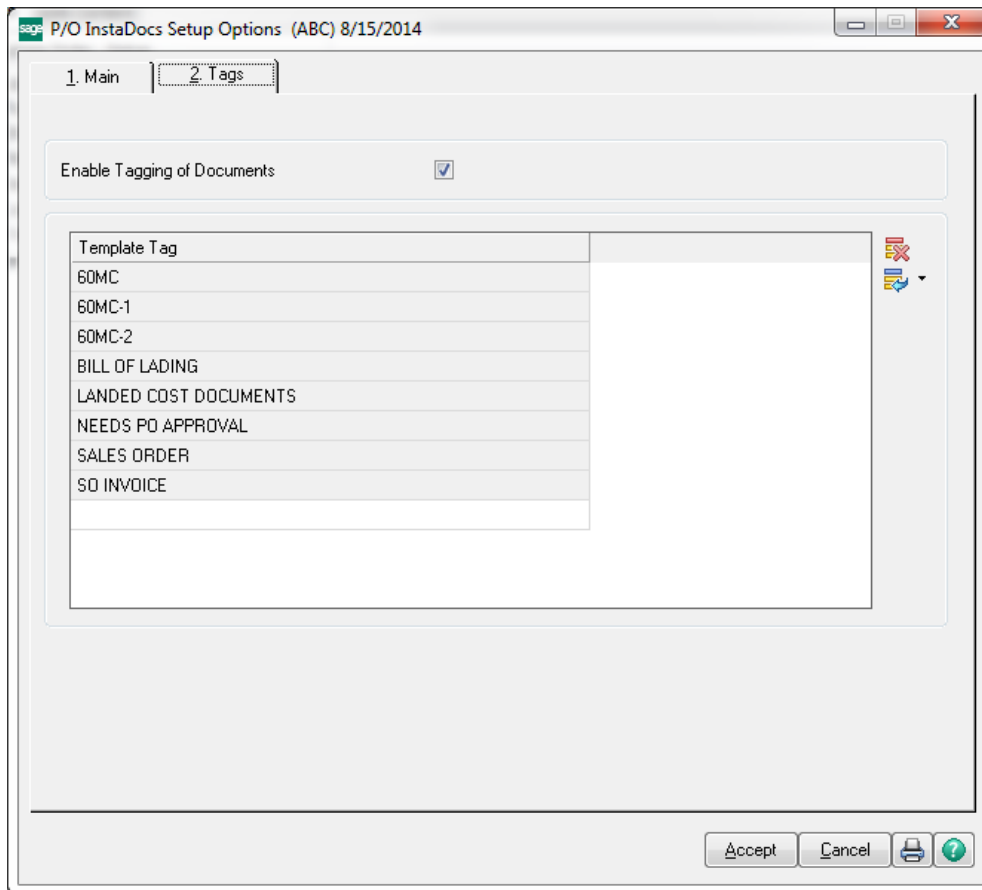 sage P/O InstaDocs Setup Options (ABC) 8/15/2014
1. Main 2. Tags
Enable Tagging of Documents
Template Tag
60MC
60MC-1
60MC-2
BILL OF LADING
LANDED COST DOCUMENTS
NEEDS PO APPROVAL
SALES ORDER
SO INVOICE
Accept Cancel ?